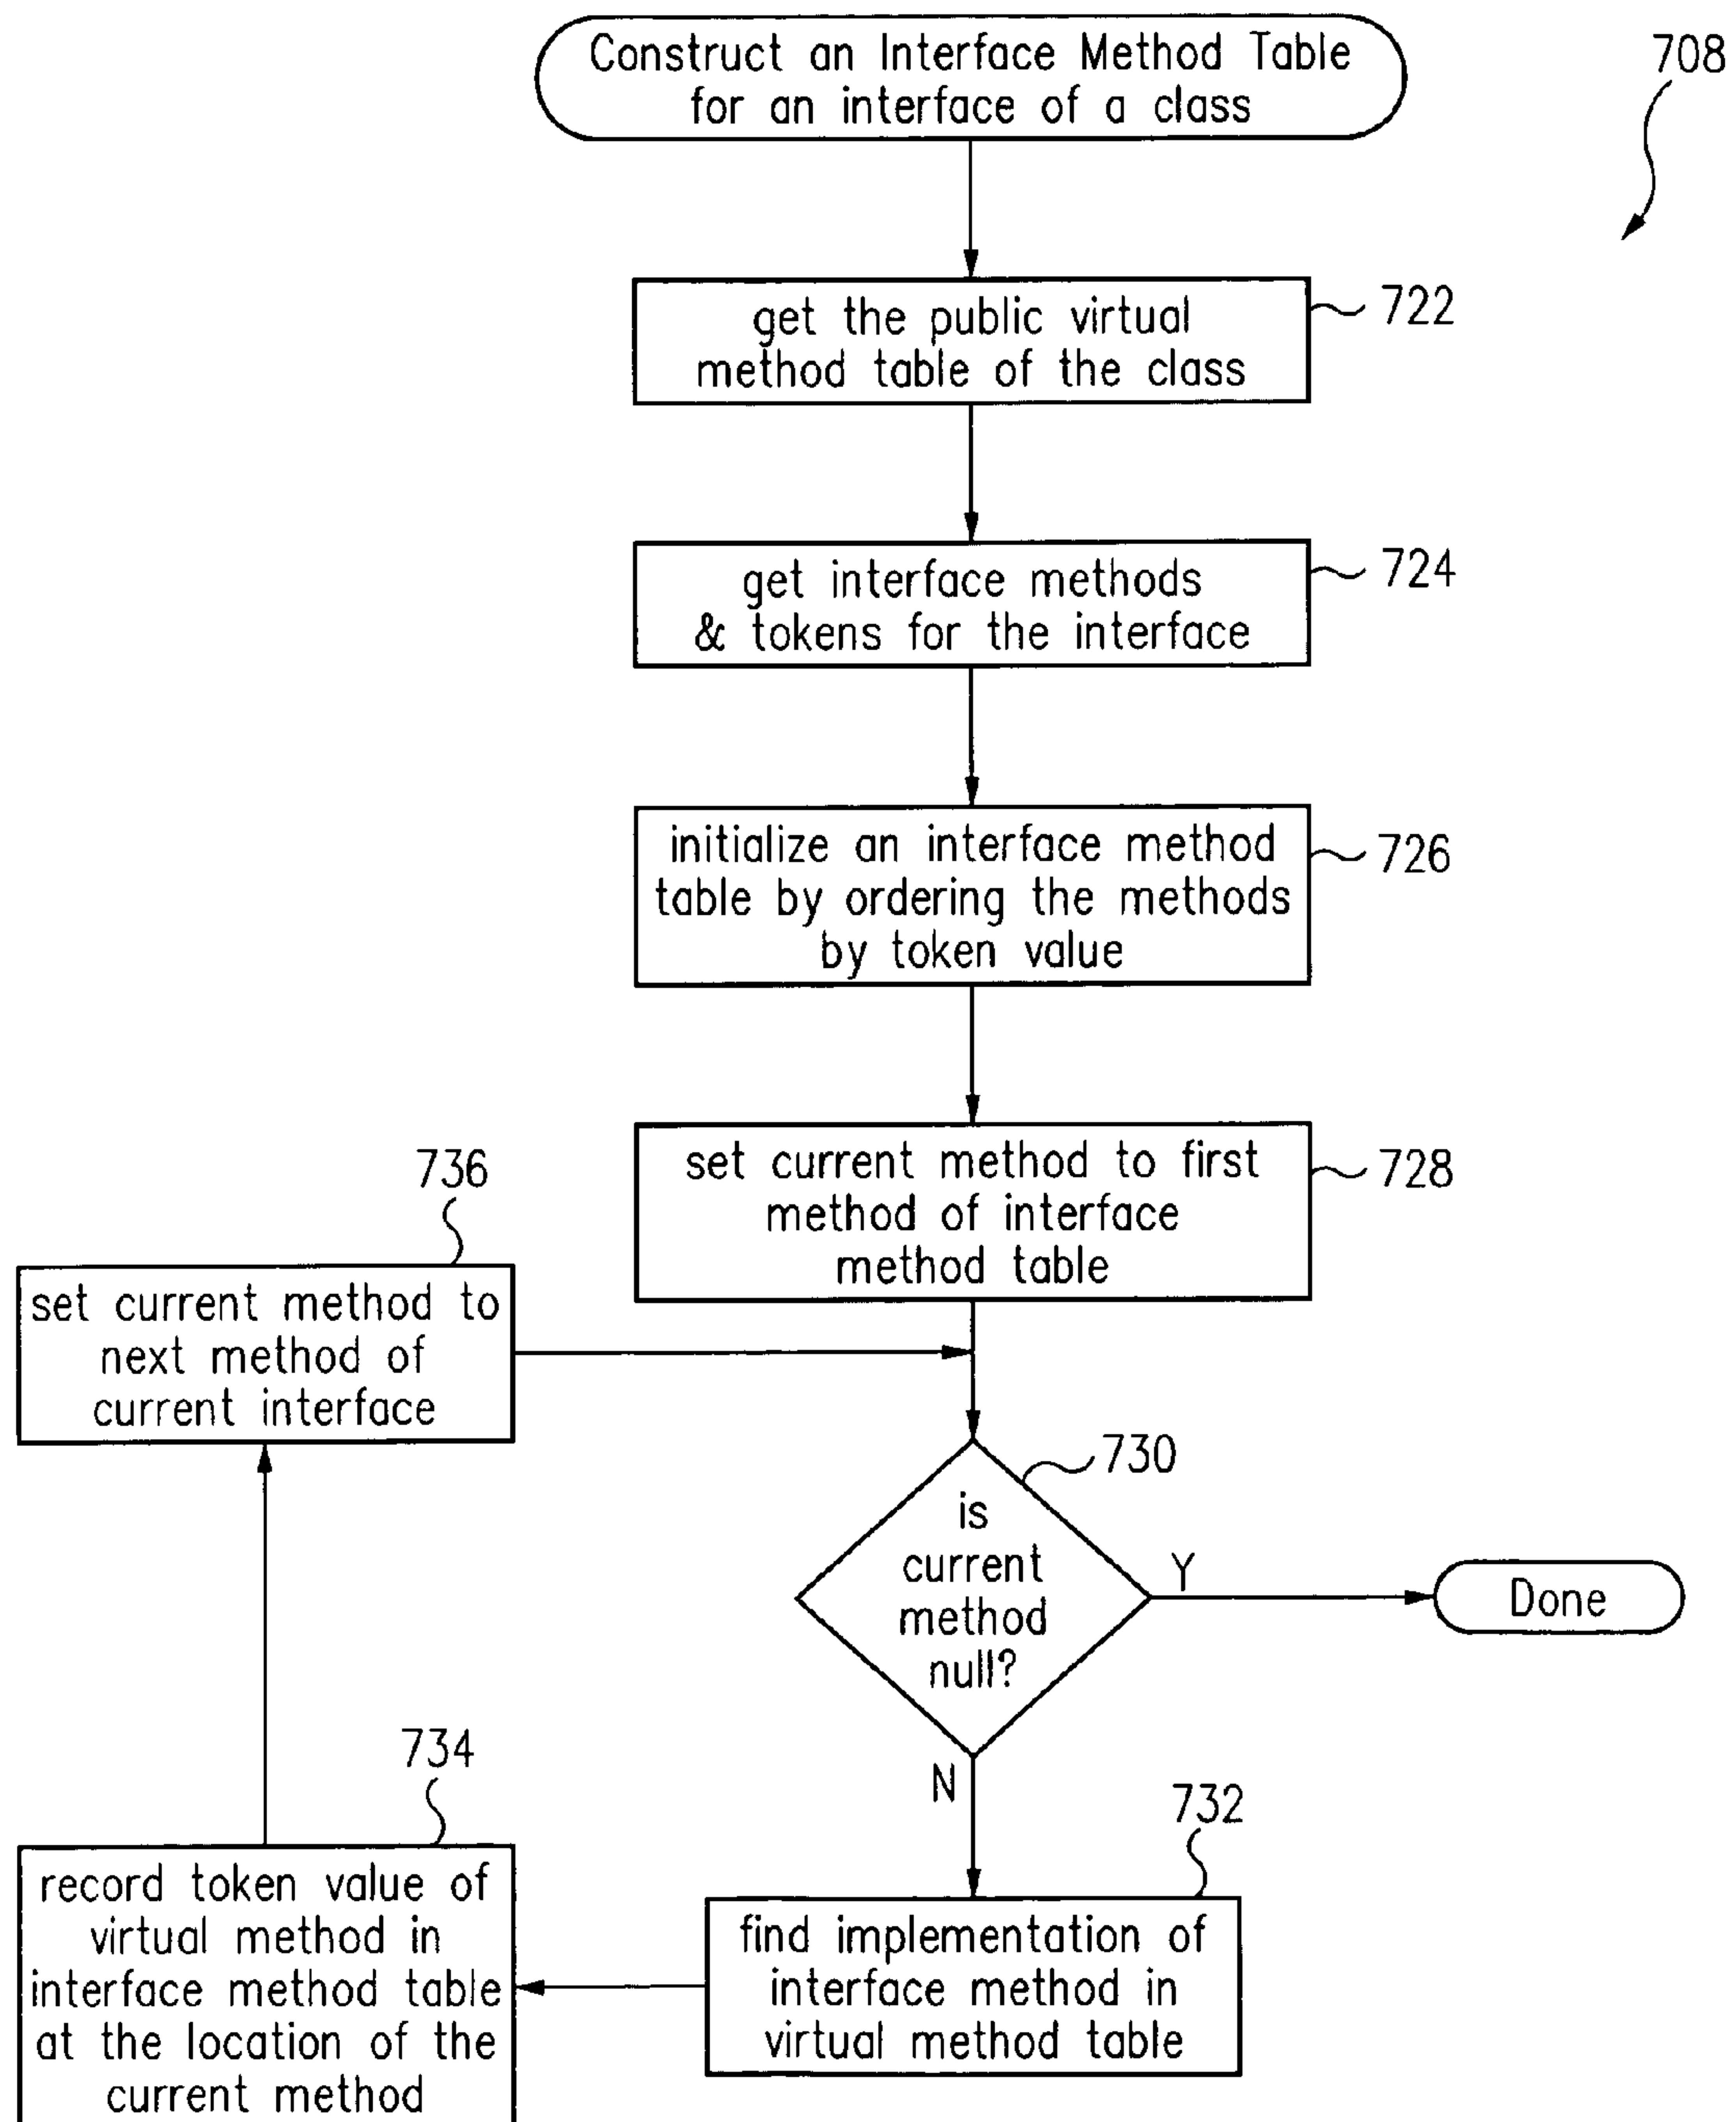 Construct an Interface Method Table
for an interface of a class
708
get the public virtual
method table of the class
722
get interface methods
& tokens for the interface
724
initialize an interface method
table by ordering the methods
by token value
726
set current method to first
method of interface
method table
728
736
set current method to
next method of
current interface
730
is
current
method
null?
Y
Done
N
732
find implementation of
interface method in
virtual method table
734
record token value of
virtual method in
interface method table
at the location of the
current method